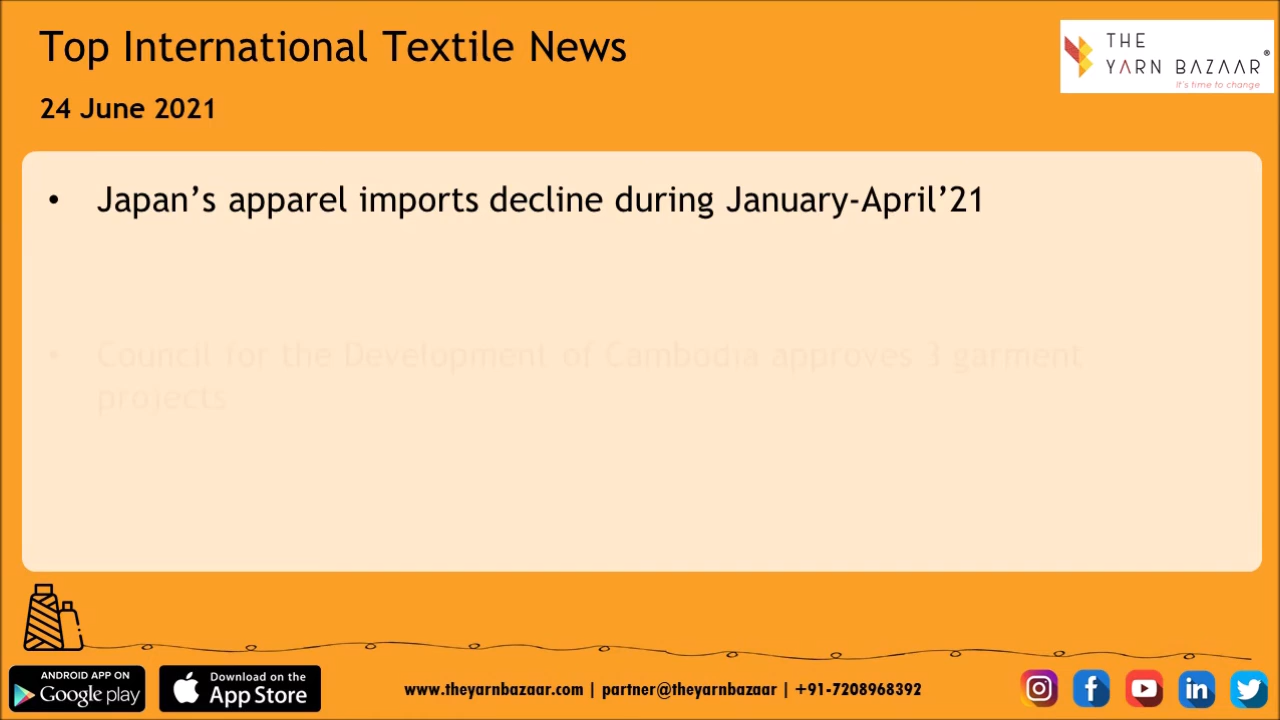 Top International Textile News
THE
YARN BAZAAR®
It's time to change
24 June 2021
• Japan’s apparel imports decline during January-April’21
• Council for the Development of Cambodia approves 3 garment
projects
ANDROID APP ON
Google play
Download on the
App Store
www.theyarnbazaar.com | partner@theyarnbazaar | +91-7208968392